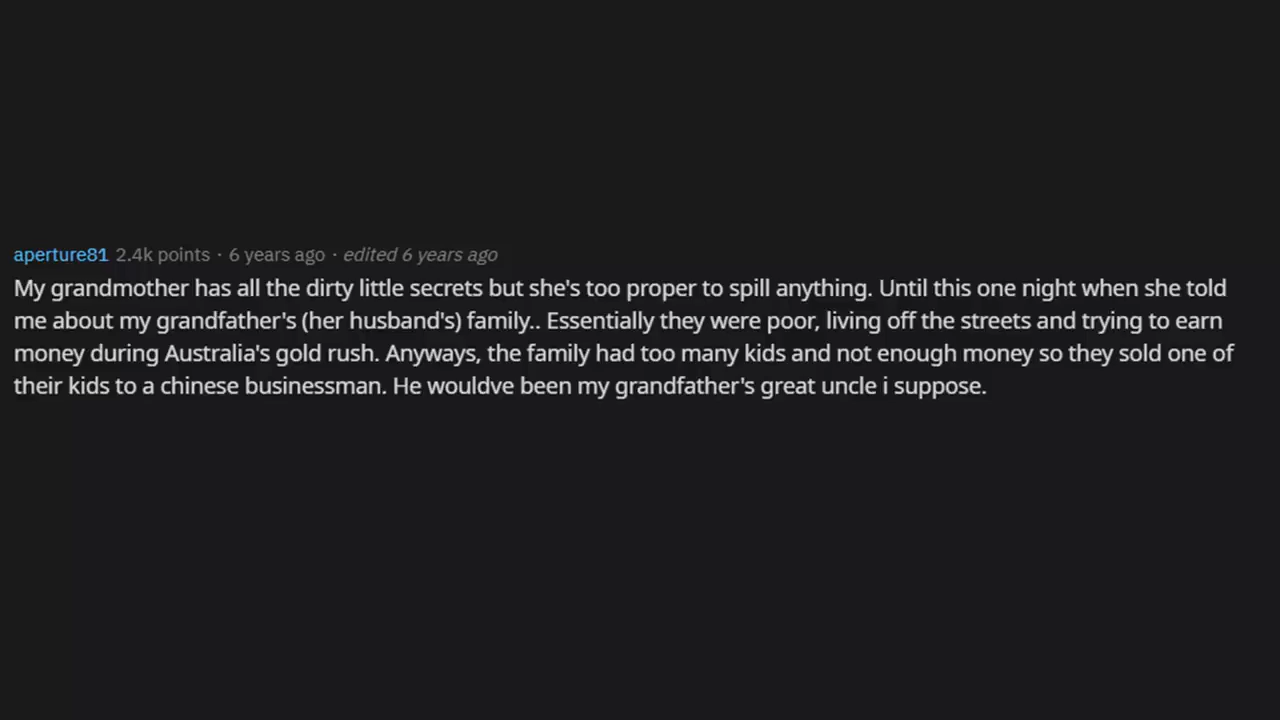 aperture81 2.4k points · 6 years ago · edited 6 years ago
My grandmother has all the dirty little secrets but she's too proper to spill anything. Until this one night when she told
me about my grandfather's (her husband's) family.. Essentially they were poor, living off the streets and trying to earn
money during Australia's gold rush. Anyways, the family had too many kids and not enough money so they sold one of
their kids to a chinese businessman. He wouldve been my grandfather's great uncle i suppose.